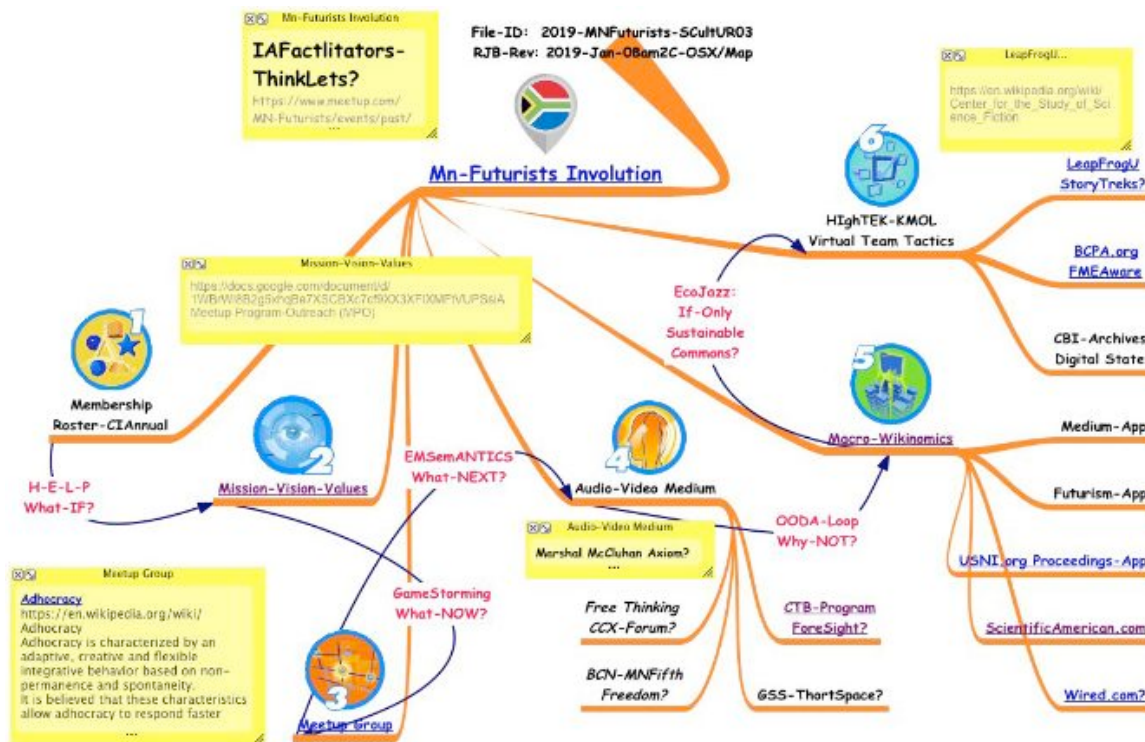 Mn-Futurists Involution
IAFactlitators-
ThinkLets?
https://www.meetup.com/
MN-Futurists/events/past/
...
File-ID: 2019-MNFuturists-SCultUR03
RJB-Rev: 2019-Jan-08am2C-OSX/Map
LeapFrogU...
https://en.wikipedia.org/wiki/
Center_for_the_Study_of_Sci
ence_Fiction
Mn-Futurists Involution
6
HIghTEK-KMOL
Virtual Team Tactics
LeapFrogU
StoryTreks?
BCPA.org
FMEAware
CBI-Archives
Digital State
Mission-Vision-Values
https://docs.google.com/document/d/
Meetup Program-Outreach (MPO)
EcoJazz:
If-Only
Sustainable
Commons?
1
Membership
Roster-CIAnnual
H-E-L-P
What-IF?
2
Mission-Vision-Values
EMSemANTICS
What-NEXT?
4
Audio-Video Medium
5
Macro-Wikinomics
OODA-Loop
Why-NOT?
Medium-App
Futurism-App
USNI.org Proceedings-App
ScientificAmerican.com
Wired.com?
Audio-Video Medium
Marshal McCluhan Axiom?
...
Free Thinking
CCX-Forum?
BCN-MNFifth
Freedom?
CTB-Program
ForeSight?
GSS-ThortSpace?
GameStorming
What-NOW?
3
Meetup Group
Meetup Group
Adhocracy
https://en.wikipedia.org/wiki/
Adhocracy
Adhocracy is characterized by an
adaptive, creative and flexible
integrative behavior based on non-
permanence and spontaneity.
It is believed that these characteristics
allow adhocracy to respond faster
...